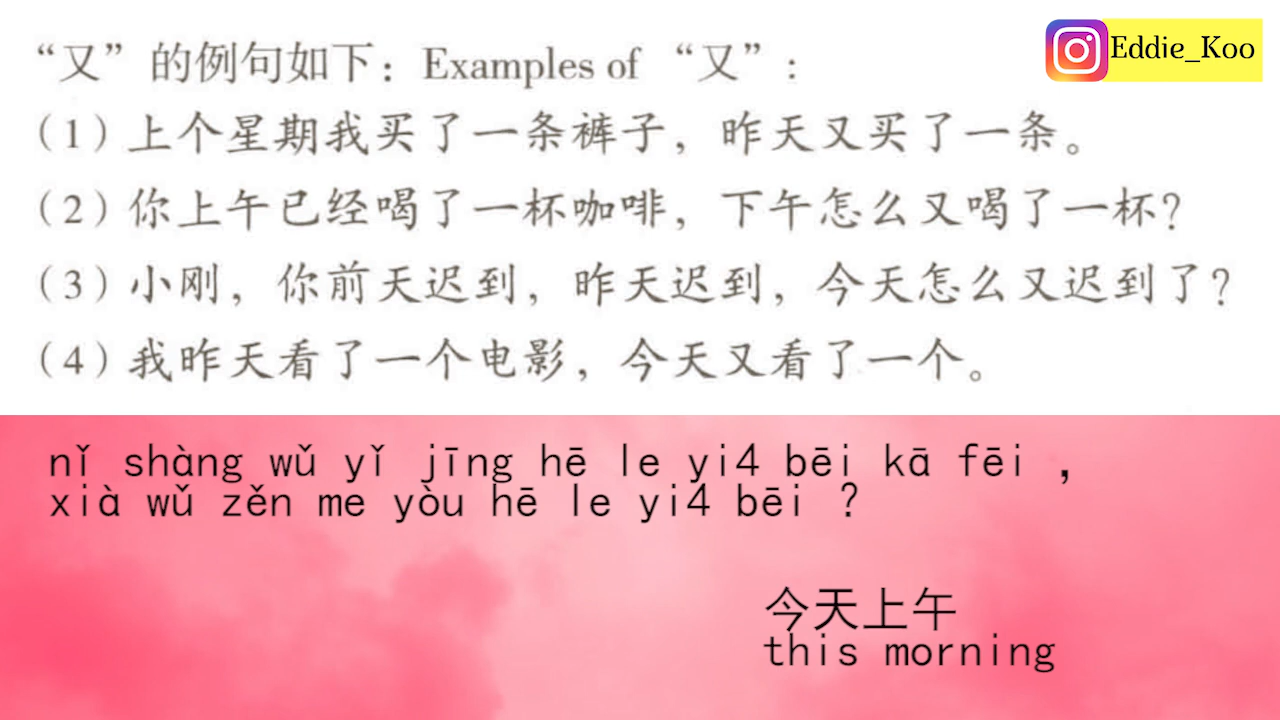 “又”的例句如下：Examples of “又”：
Eddie_Koo
（1）上个星期我买了一条裤子，昨天又买了一条。
（2）你上午已经喝了一杯咖啡，下午怎么又喝了一杯？
（3）小刚，你前天迟到，昨天迟到，今天怎么又迟到了？
（4）我昨天看了一个电影，今天又看了一个。
nǐ shàng wǔ yǐ jīng hē le yi4 bēi kā fēi ，
xià wǔ zěn me yòu hē le yi4 bēi ？
今天上午
this morning